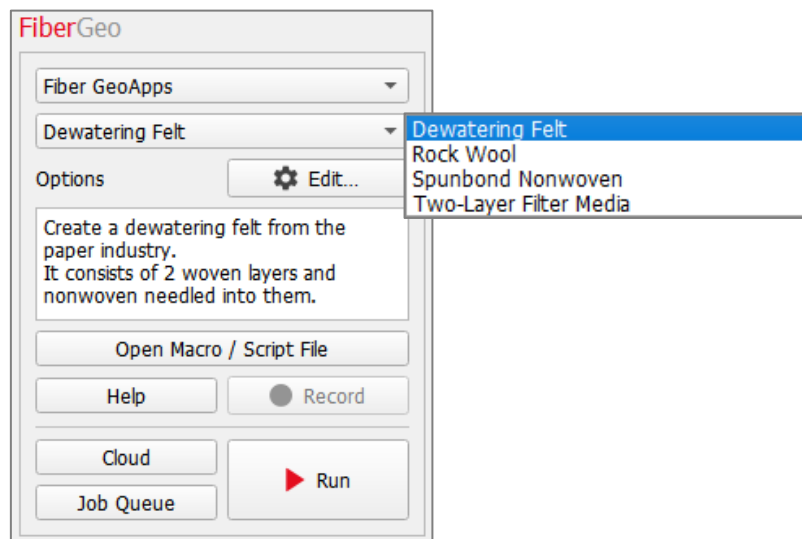 FiberGeo
Fiber GeoApps
Dewatering Felt
Dewatering Felt
Rock Wool
Spunbond Nonwoven
Two-Layer Filter Media
Options
Edit...
Create a dewatering felt from the
paper industry.
It consists of 2 woven layers and
nonwoven needled into them.
Open Macro / Script File
Help
Record
Cloud
Run
Job Queue